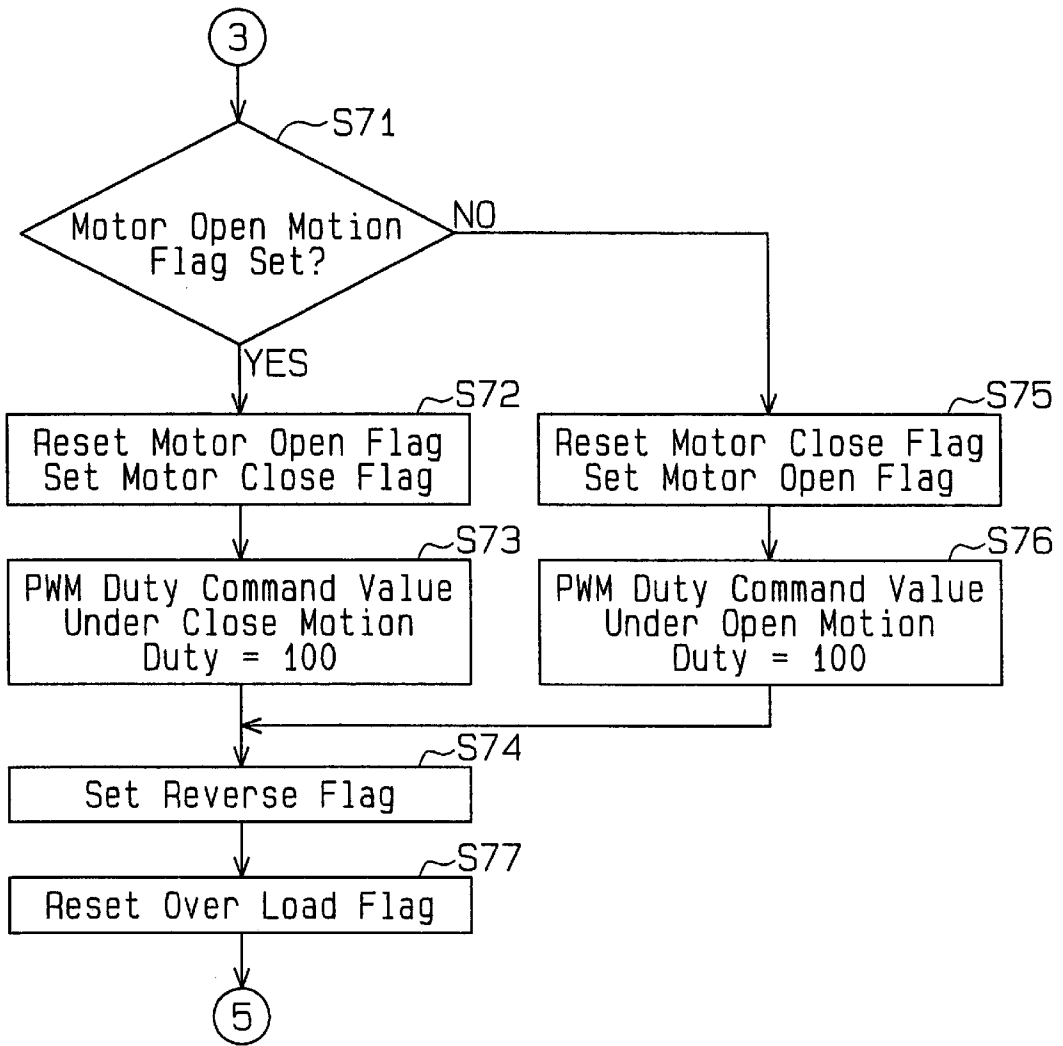 3
S71
Motor Open Motion
Flag Set?
NO
YES
S72
Reset Motor Open Flag
Set Motor Close Flag
S75
Reset Motor Close Flag
Set Motor Open Flag
S73
PWM Duty Command Value
Under Close Motion
Duty = 100
S76
PWM Duty Command Value
Under Open Motion
Duty = 100
S74
Set Reverse Flag
S77
Reset Over Load Flag
5